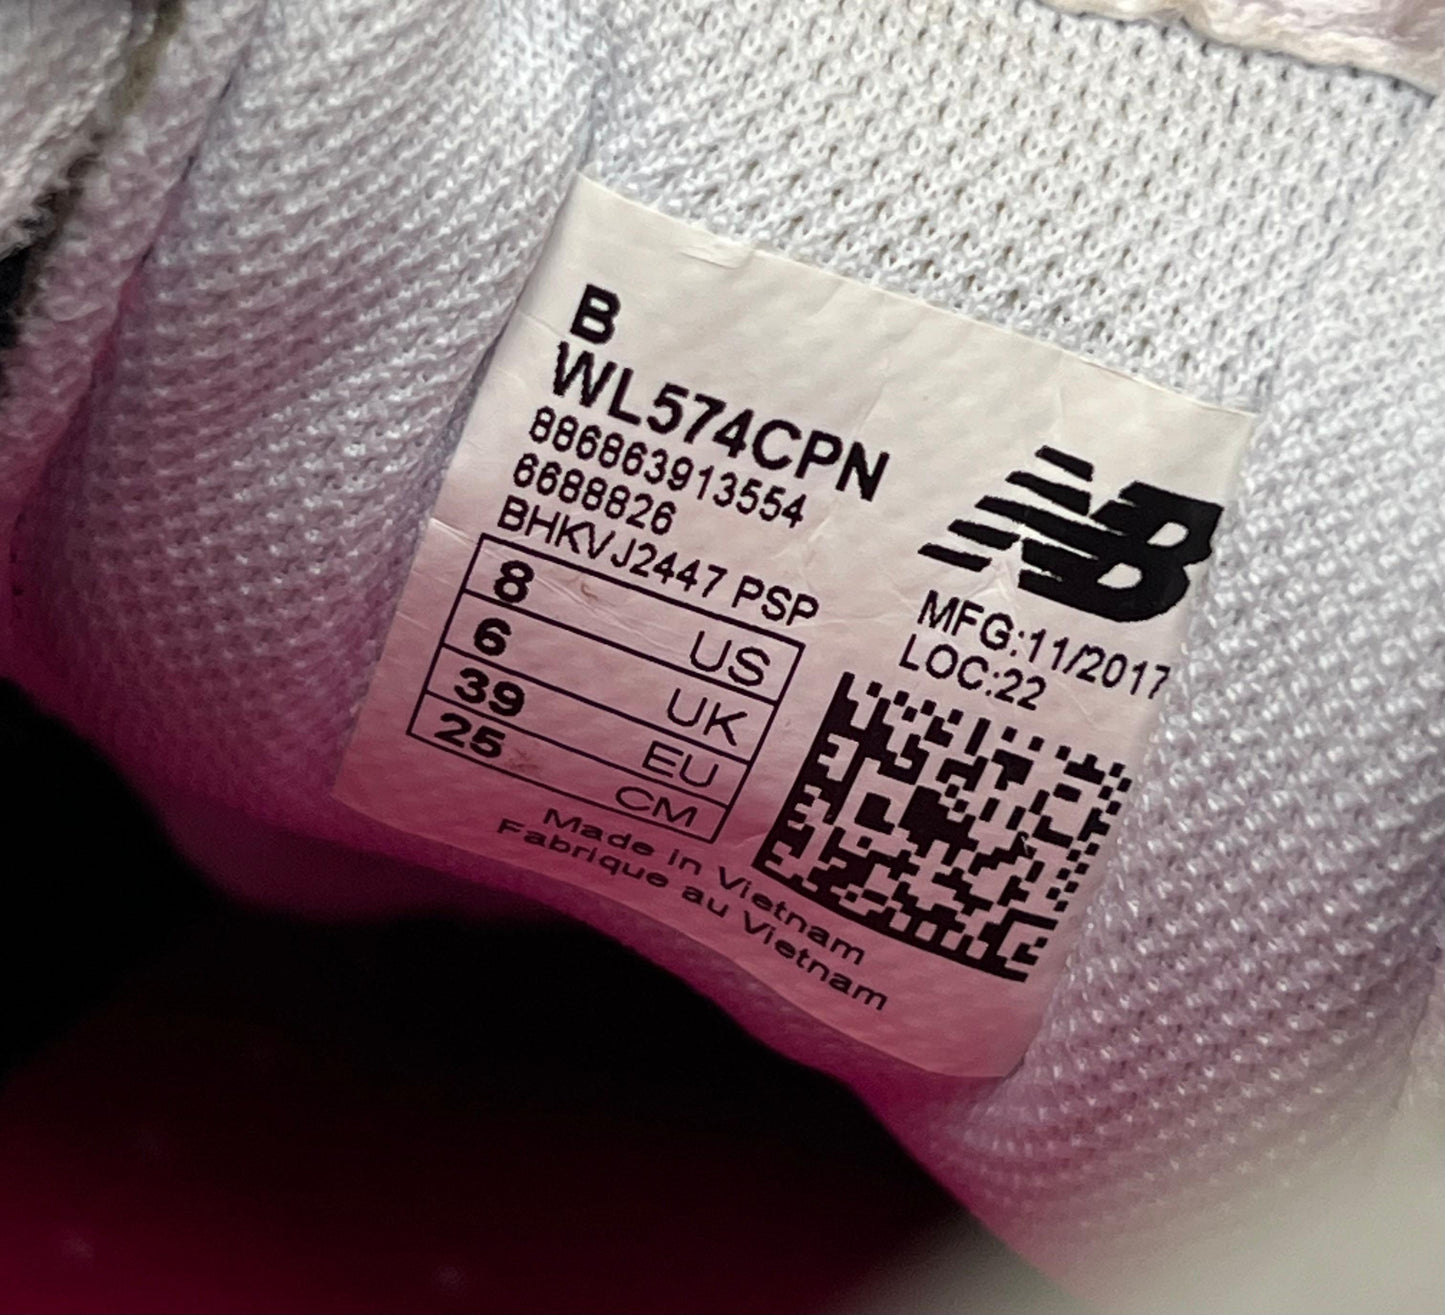 B
WL574CPN
886863913554
6688826
BHKVJ2447 PSP
8 US
6 UK
39 EU
25 CM
Made in Vietnam
Fabrique au Vietnam
NB
MFG:11/2017
LOC:22